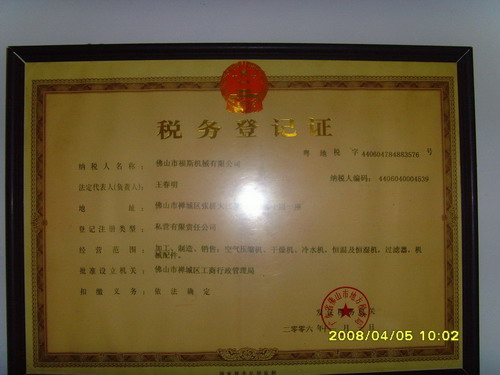 税务登记证
粤 地 税 字 440604784883576 号
纳税人名称： 佛山市 机械有限公司
纳税人编码： 4406040004539
法定代表人(负责人)： 王春明
地 址： 佛山市禅城区
登记注册类型： 私营有限责任公司
经营范围： 加工，制造，销售：空气压缩机、干燥机、冷水机，恒温及恒湿机，过滤器，机
械配件。
批准设立机关： 佛山市禅城区工商行政管理局
扣缴义务： 依法确定
二零零六年 月 日
2008/04/05 10:02